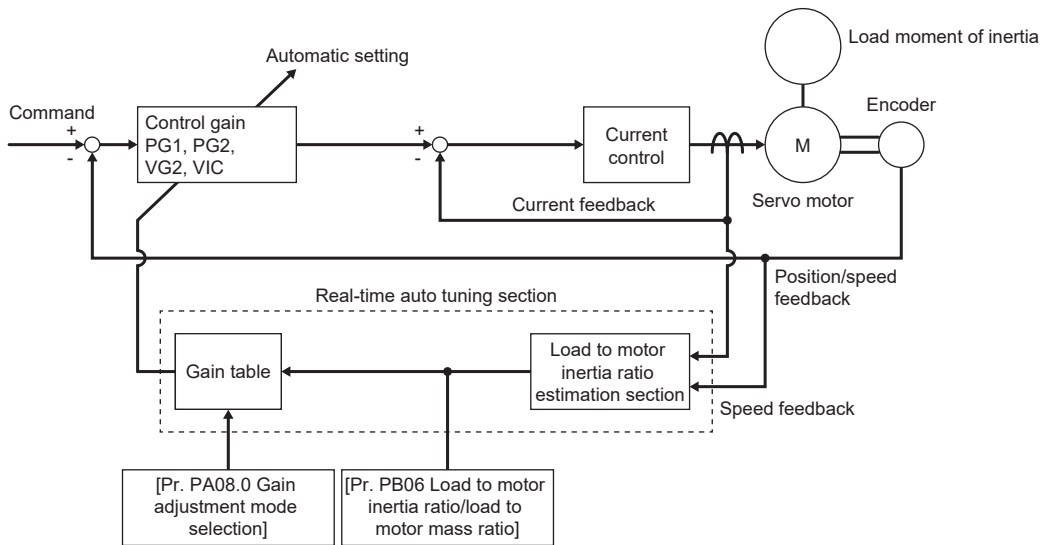 Load moment of inertia
Automatic setting
Command
Encoder
+
-
Control gain
PG1, PG2,
VG2, VIC
+
-
Current
control
M
Servo motor
Current feedback
Position/speed
feedback
Real-time auto tuning section
Gain table
Load to motor
inertia ratio
estimation section
Speed feedback
[Pr. PA08.0 Gain
adjustment mode
selection]
[Pr. PB06 Load to motor
inertia ratio/load to
motor mass ratio]